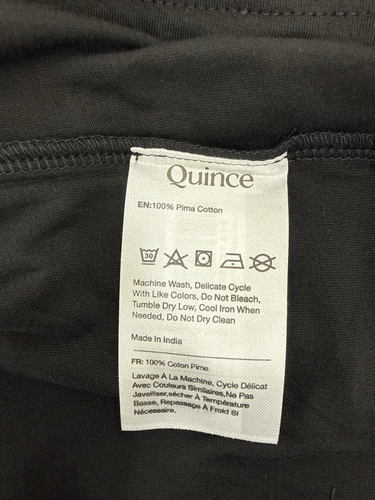 Quince
EN:100% Pima Cotton
30
Machine Wash, Delicate Cycle
With Like Colors, Do Not Bleach,
Tumble Dry Low, Cool Iron When
Needed, Do Not Dry Clean
Made In India
FR: 100% Coton Pima
Lavage À La Machine, Cycle Délicat
Avec Couleurs Similaires,Ne Pas
Javelliser,sécher À Température
Basse, Repassage À Froid Si
Nécessaire,